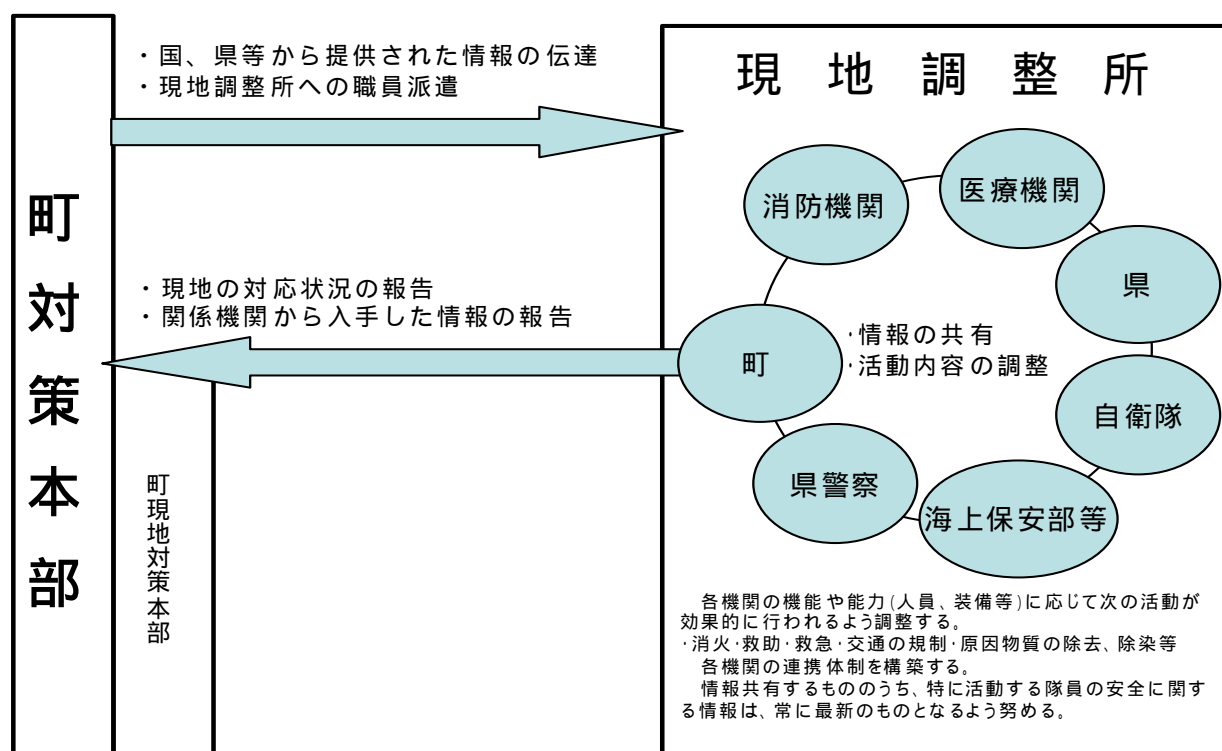 町対策本部
・国、県等から提供された情報の伝達
・現地調整所への職員派遣
・現地の対応状況の報告
・関係機関から入手した情報の報告
町現地対策本部
現地調整所
消防機関
医療機関
県
自衛隊
海上保安部等
県警察
町
・情報の共有
・活動内容の調整
各機関の機能や能力(人員、装備等)に応じて次の活動が
効果的に行われるよう調整する。
・消火・救助・救急・交通の規制・原因物質の除去、除染等
各機関の連携体制を構築する。
情報共有するもののうち、特に活動する隊員の安全に関す
る情報は、常に最新のものとなるよう努める。